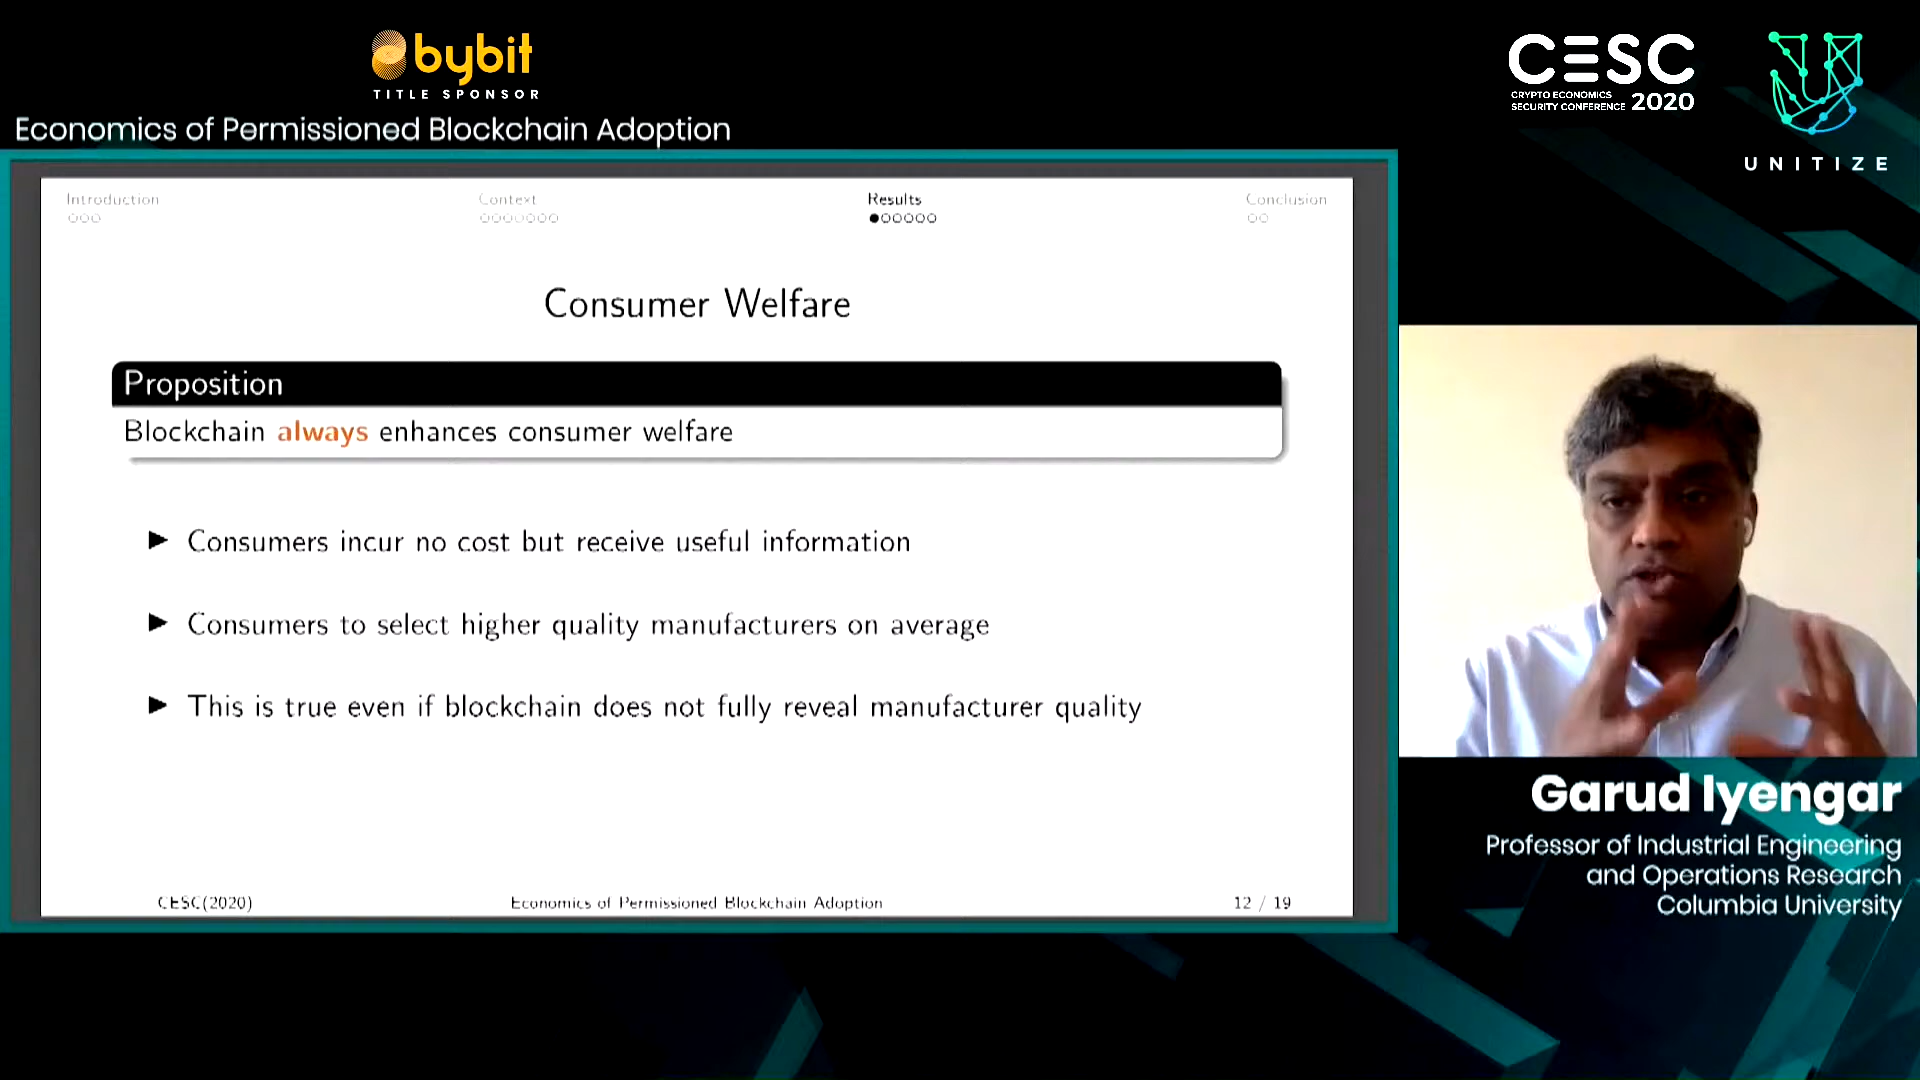 bybit
TITLE SPONSOR
Economics of Permissioned Blockchain Adoption
CESC
CRYPTO ECONOMICS
SECURITY CONFERENCE 2020
UNITIZE
Introduction
Context
Results
Conclusion
Consumer Welfare
Proposition
Blockchain always enhances consumer welfare
Consumers incur no cost but receive useful information
Consumers to select higher quality manufacturers on average
This is true even if blockchain does not fully reveal manufacturer quality
CESC(2020)
Economics of Permissioned Blockchain Adoption
12 / 19
Garud Iyengar
Professor of Industrial Engineering
and Operations Research
Columbia University